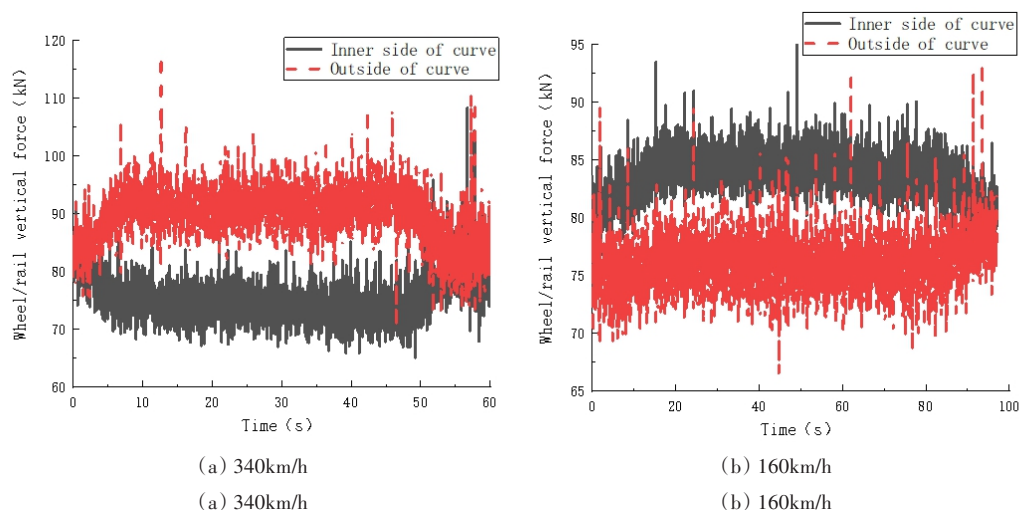 Inner side of curve
Outside of curve
Wheel/rail vertical force (kN)
120
110
100
90
80
70
60
0
10
20
30
40
50
60
Time (s)
Inner side of curve
Outside of curve
Wheel/rail vertical force (kN)
95
90
85
80
75
70
65
0
20
40
60
80
100
Time (s)
(a) 340km/h
(b) 160km/h
(a) 340km/h
(b) 160km/h